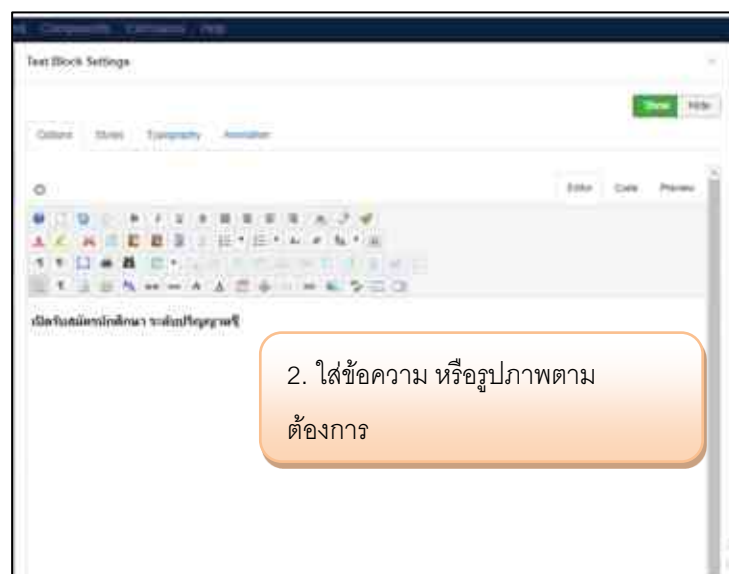 Components Extensions Help
Text Block Settings
Show Hide
Options Styles Typography Animation
Editor Code Preview
เปิดรับสมัครนักศึกษา ระดับปริญญาตรี
2. ใส่ข้อความ หรือรูปภาพตาม
ต้องการ